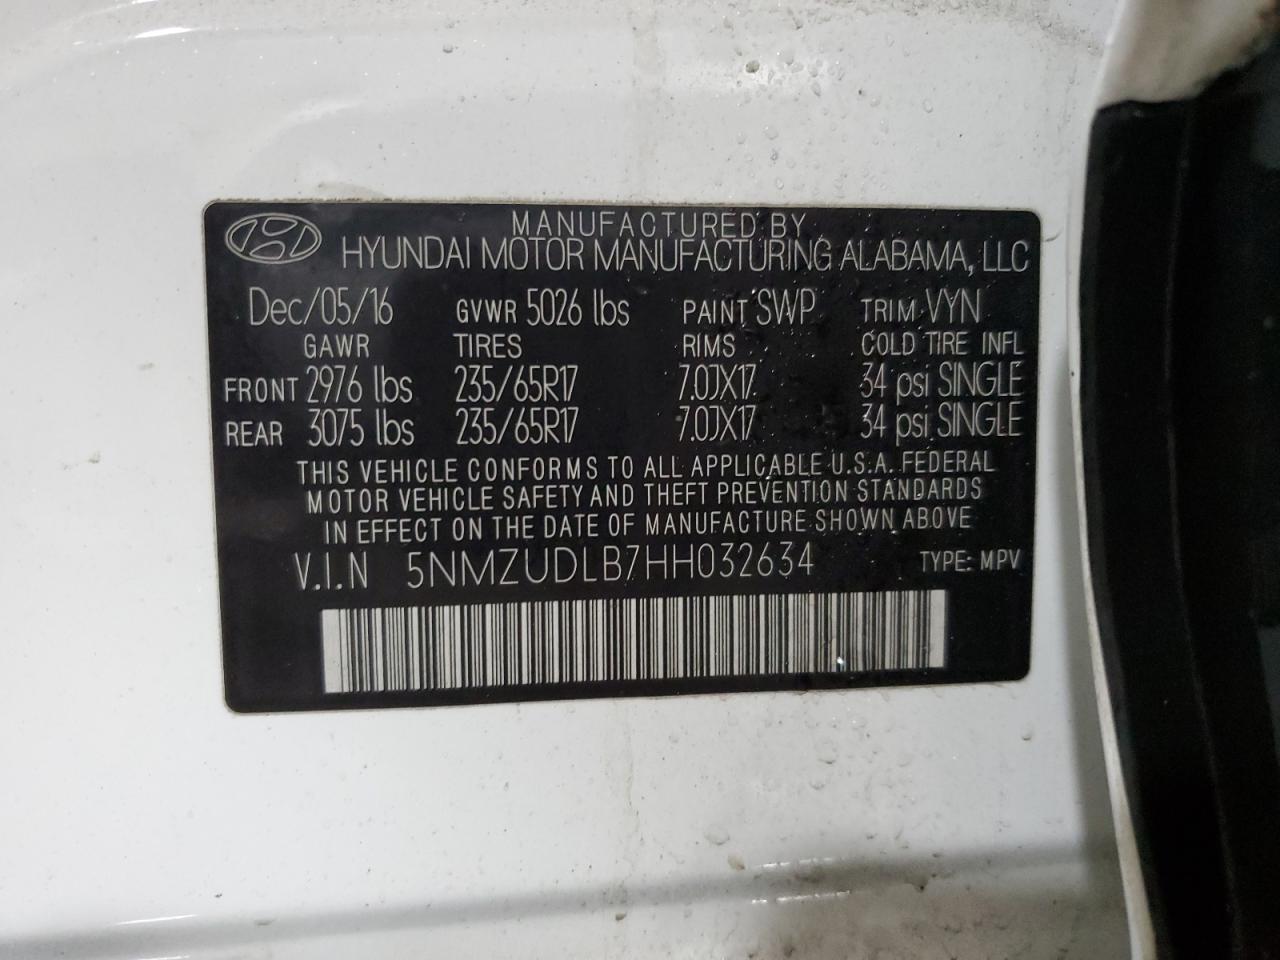 MANUFACTURED BY
HYUNDAI MOTOR MANUFACTURING ALABAMA, LLC
Dec/05/16 GVWR 5026 lbs PAINT SWP TRIM VYN
GAWR TIRES RIMS COLD TIRE INFL
FRONT 2976 lbs 235/65R17 7.0JX17 34 psi SINGLE
REAR 3075 lbs 235/65R17 7.0JX17 34 psi SINGLE
THIS VEHICLE CONFORMS TO ALL APPLICABLE U.S.A. FEDERAL
MOTOR VEHICLE SAFETY AND THEFT PREVENTION STANDARDS
IN EFFECT ON THE DATE OF MANUFACTURE SHOWN ABOVE
V.I.N 5NMZUDLB7HH032634 TYPE: MPV